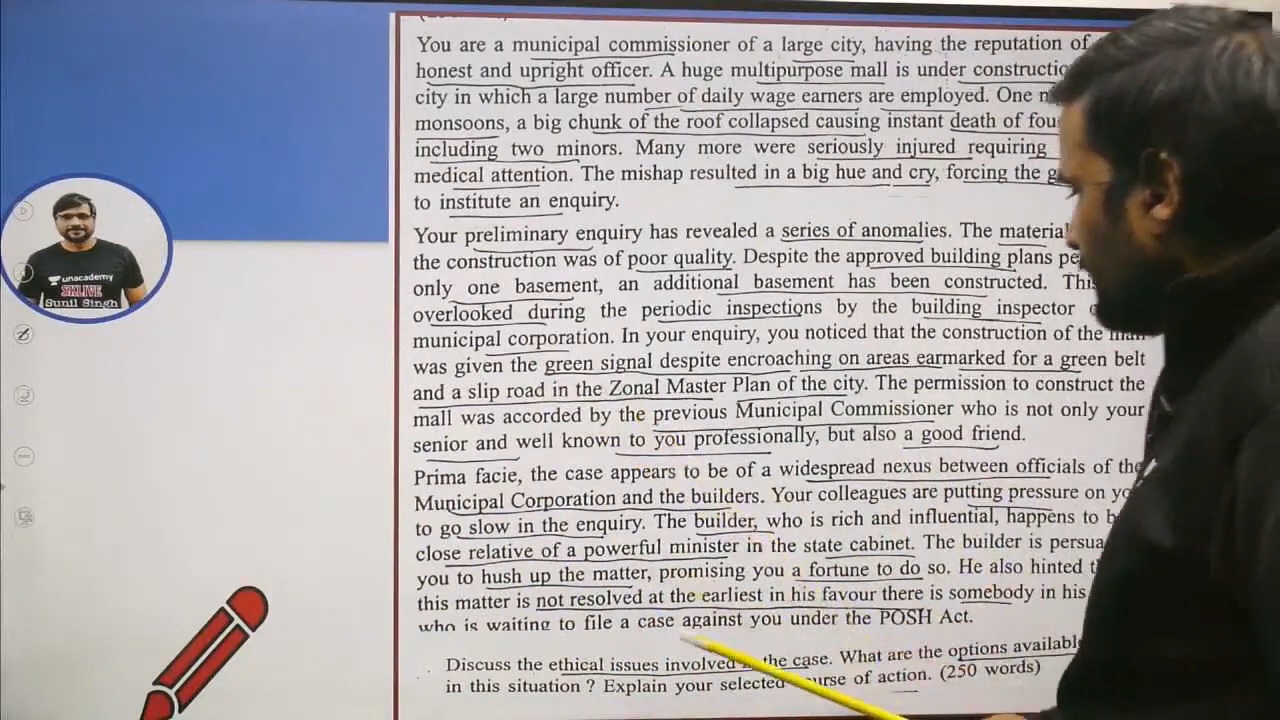 You are a municipal commissioner of a large city, having the reputation of
honest and upright officer. A huge multipurpose mall is under
city in which a large number of daily wage earners are employed. One
monsoons, a big chunk of the roof collapsed causing instant death of
including two minors. Many more were seriously injured requiring
medical attention. The mishap resulted in a big hue and cry, forcing the
to institute an enquiry.
Your preliminary enquiry has revealed a series of anomalies. The
the construction was of poor quality. Despite the approved building plans
only one basement, an additional basement has been constructed.
overlooked during the periodic inspections by the building inspector
municipal corporation. In your enquiry, you noticed that the construction of the
was given the green signal despite encroaching on areas earmarked for a green belt
and a slip road in the Zonal Master Plan of the city. The permission to construct the
mall was accorded by the previous Municipal Commissioner who is not only your
senior and well known to you professionally, but also a good friend.
Prima facie, the case appears to be of a widespread nexus between officials of the
Municipal Corporation and the builders. Your colleagues are putting pressure on
to go slow in the enquiry. The builder, who is rich and influential, happens to
close relative of a powerful minister in the state cabinet. The builder is
you to hush up the matter, promising you a fortune to do so. He also hinted
this matter is not resolved at the earliest in his favour there is somebody in his
who is waiting to file a case against you under the POSH Act.
Discuss the ethical issues involved the case. What are the options
in this situation ? Explain your selected of action. (250 words)
unacademy
SKLIVE
Sunil Singh